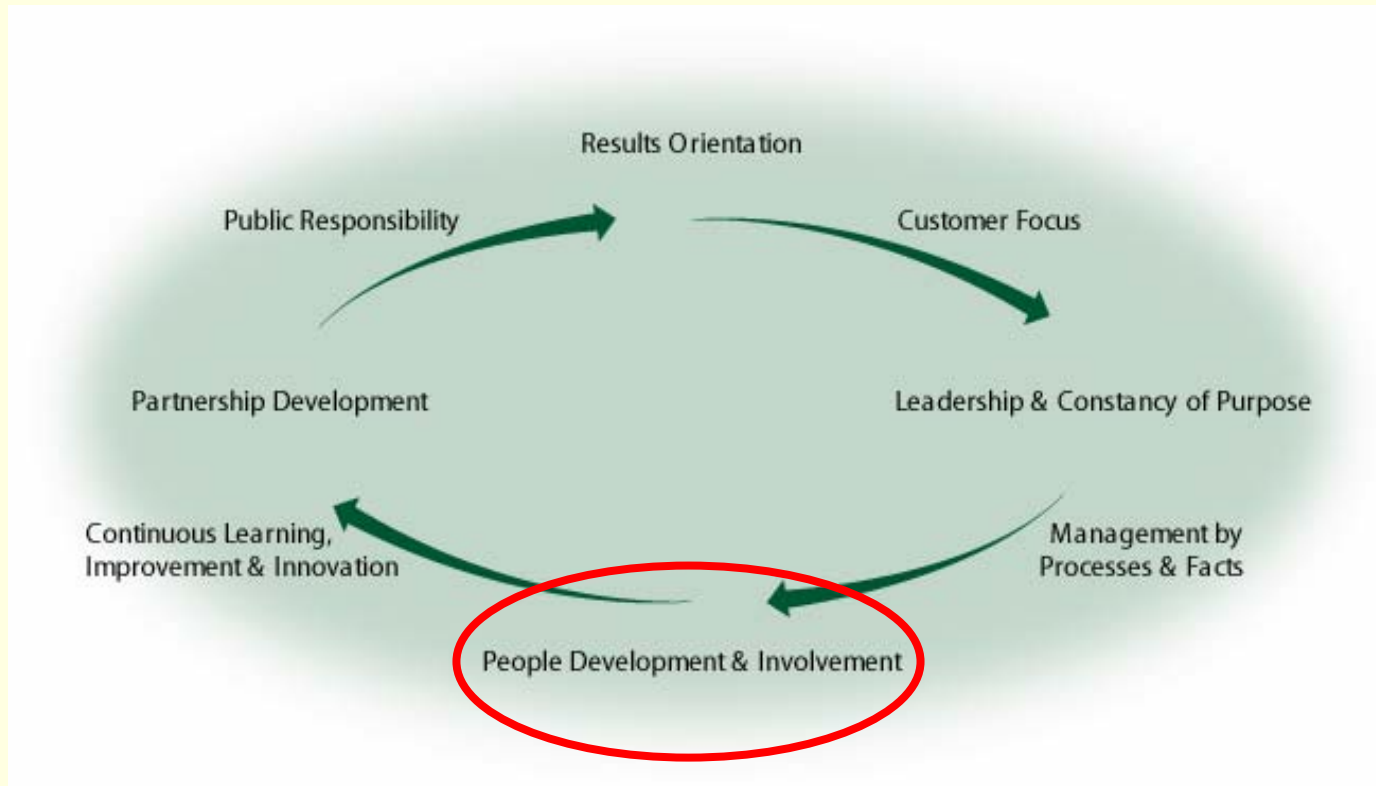 Results Orientation
Public Responsibility
Customer Focus
Partnership Development
Leadership & Constancy of Purpose
Continuous Learning,
Improvement & Innovation
Management by
Processes & Facts
People Development & Involvement